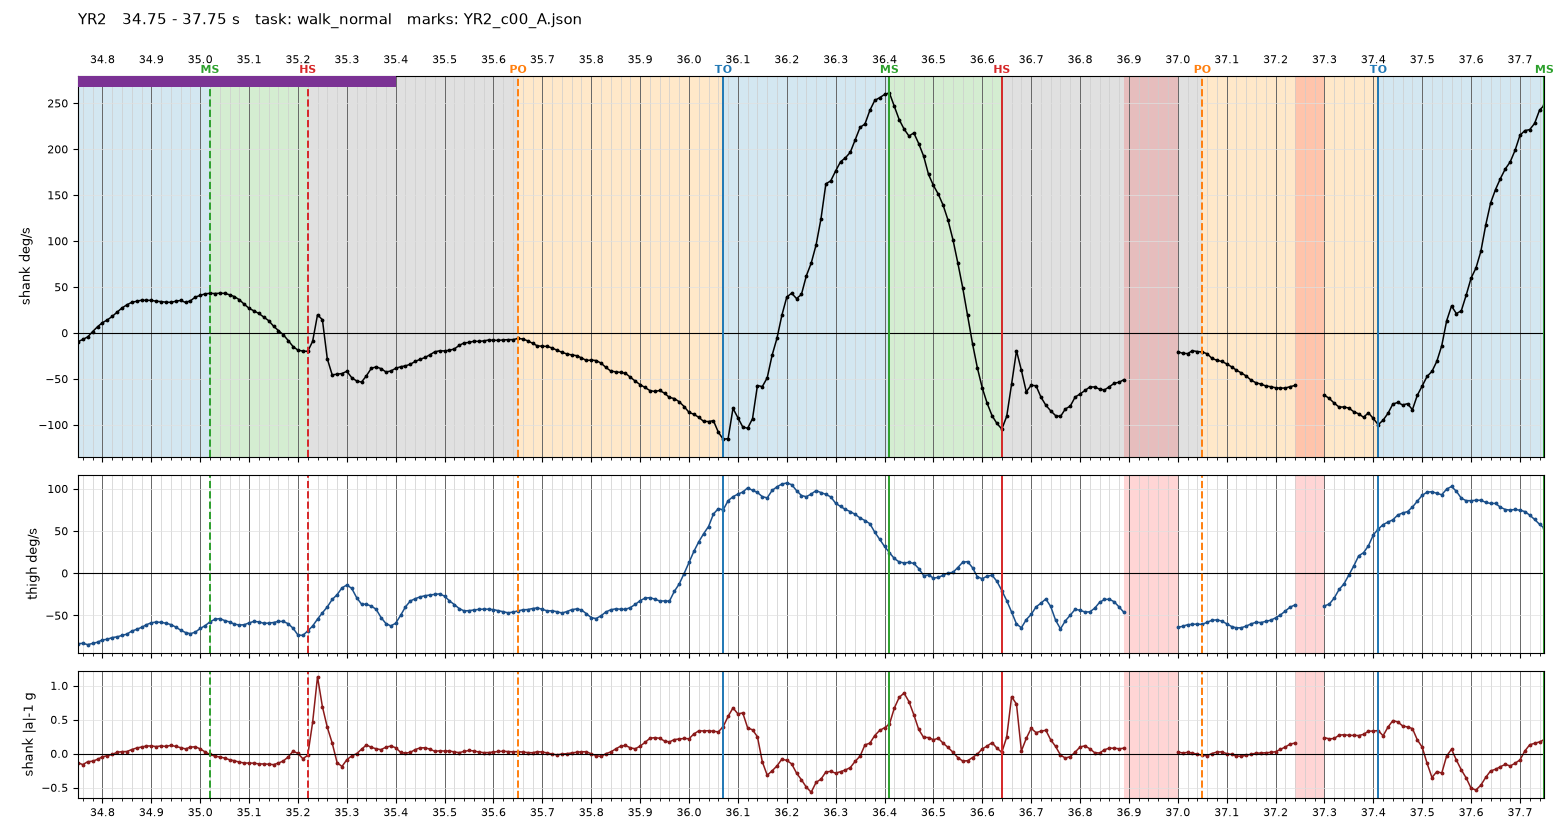 YR2   34.75 - 37.75 s   task: walk_normal   marks: YR2_c00_A.json
34.8 34.9 35.0 35.1 35.2 35.3 35.4 35.5 35.6 35.7 35.8 35.9 36.0 36.1 36.2 36.3 36.4 36.5 36.6 36.7 36.8 36.9 37.0 37.1 37.2 37.3 37.4 37.5 37.6 37.7
MS HS PO TO MS HS PO TO MS
250
200
150
100
50
0
−50
−100
shank deg/s
100
50
0
−50
thigh deg/s
1.0
0.5
0.0
−0.5
shank |a|-1 g
34.8 34.9 35.0 35.1 35.2 35.3 35.4 35.5 35.6 35.7 35.8 35.9 36.0 36.1 36.2 36.3 36.4 36.5 36.6 36.7 36.8 36.9 37.0 37.1 37.2 37.3 37.4 37.5 37.6 37.7